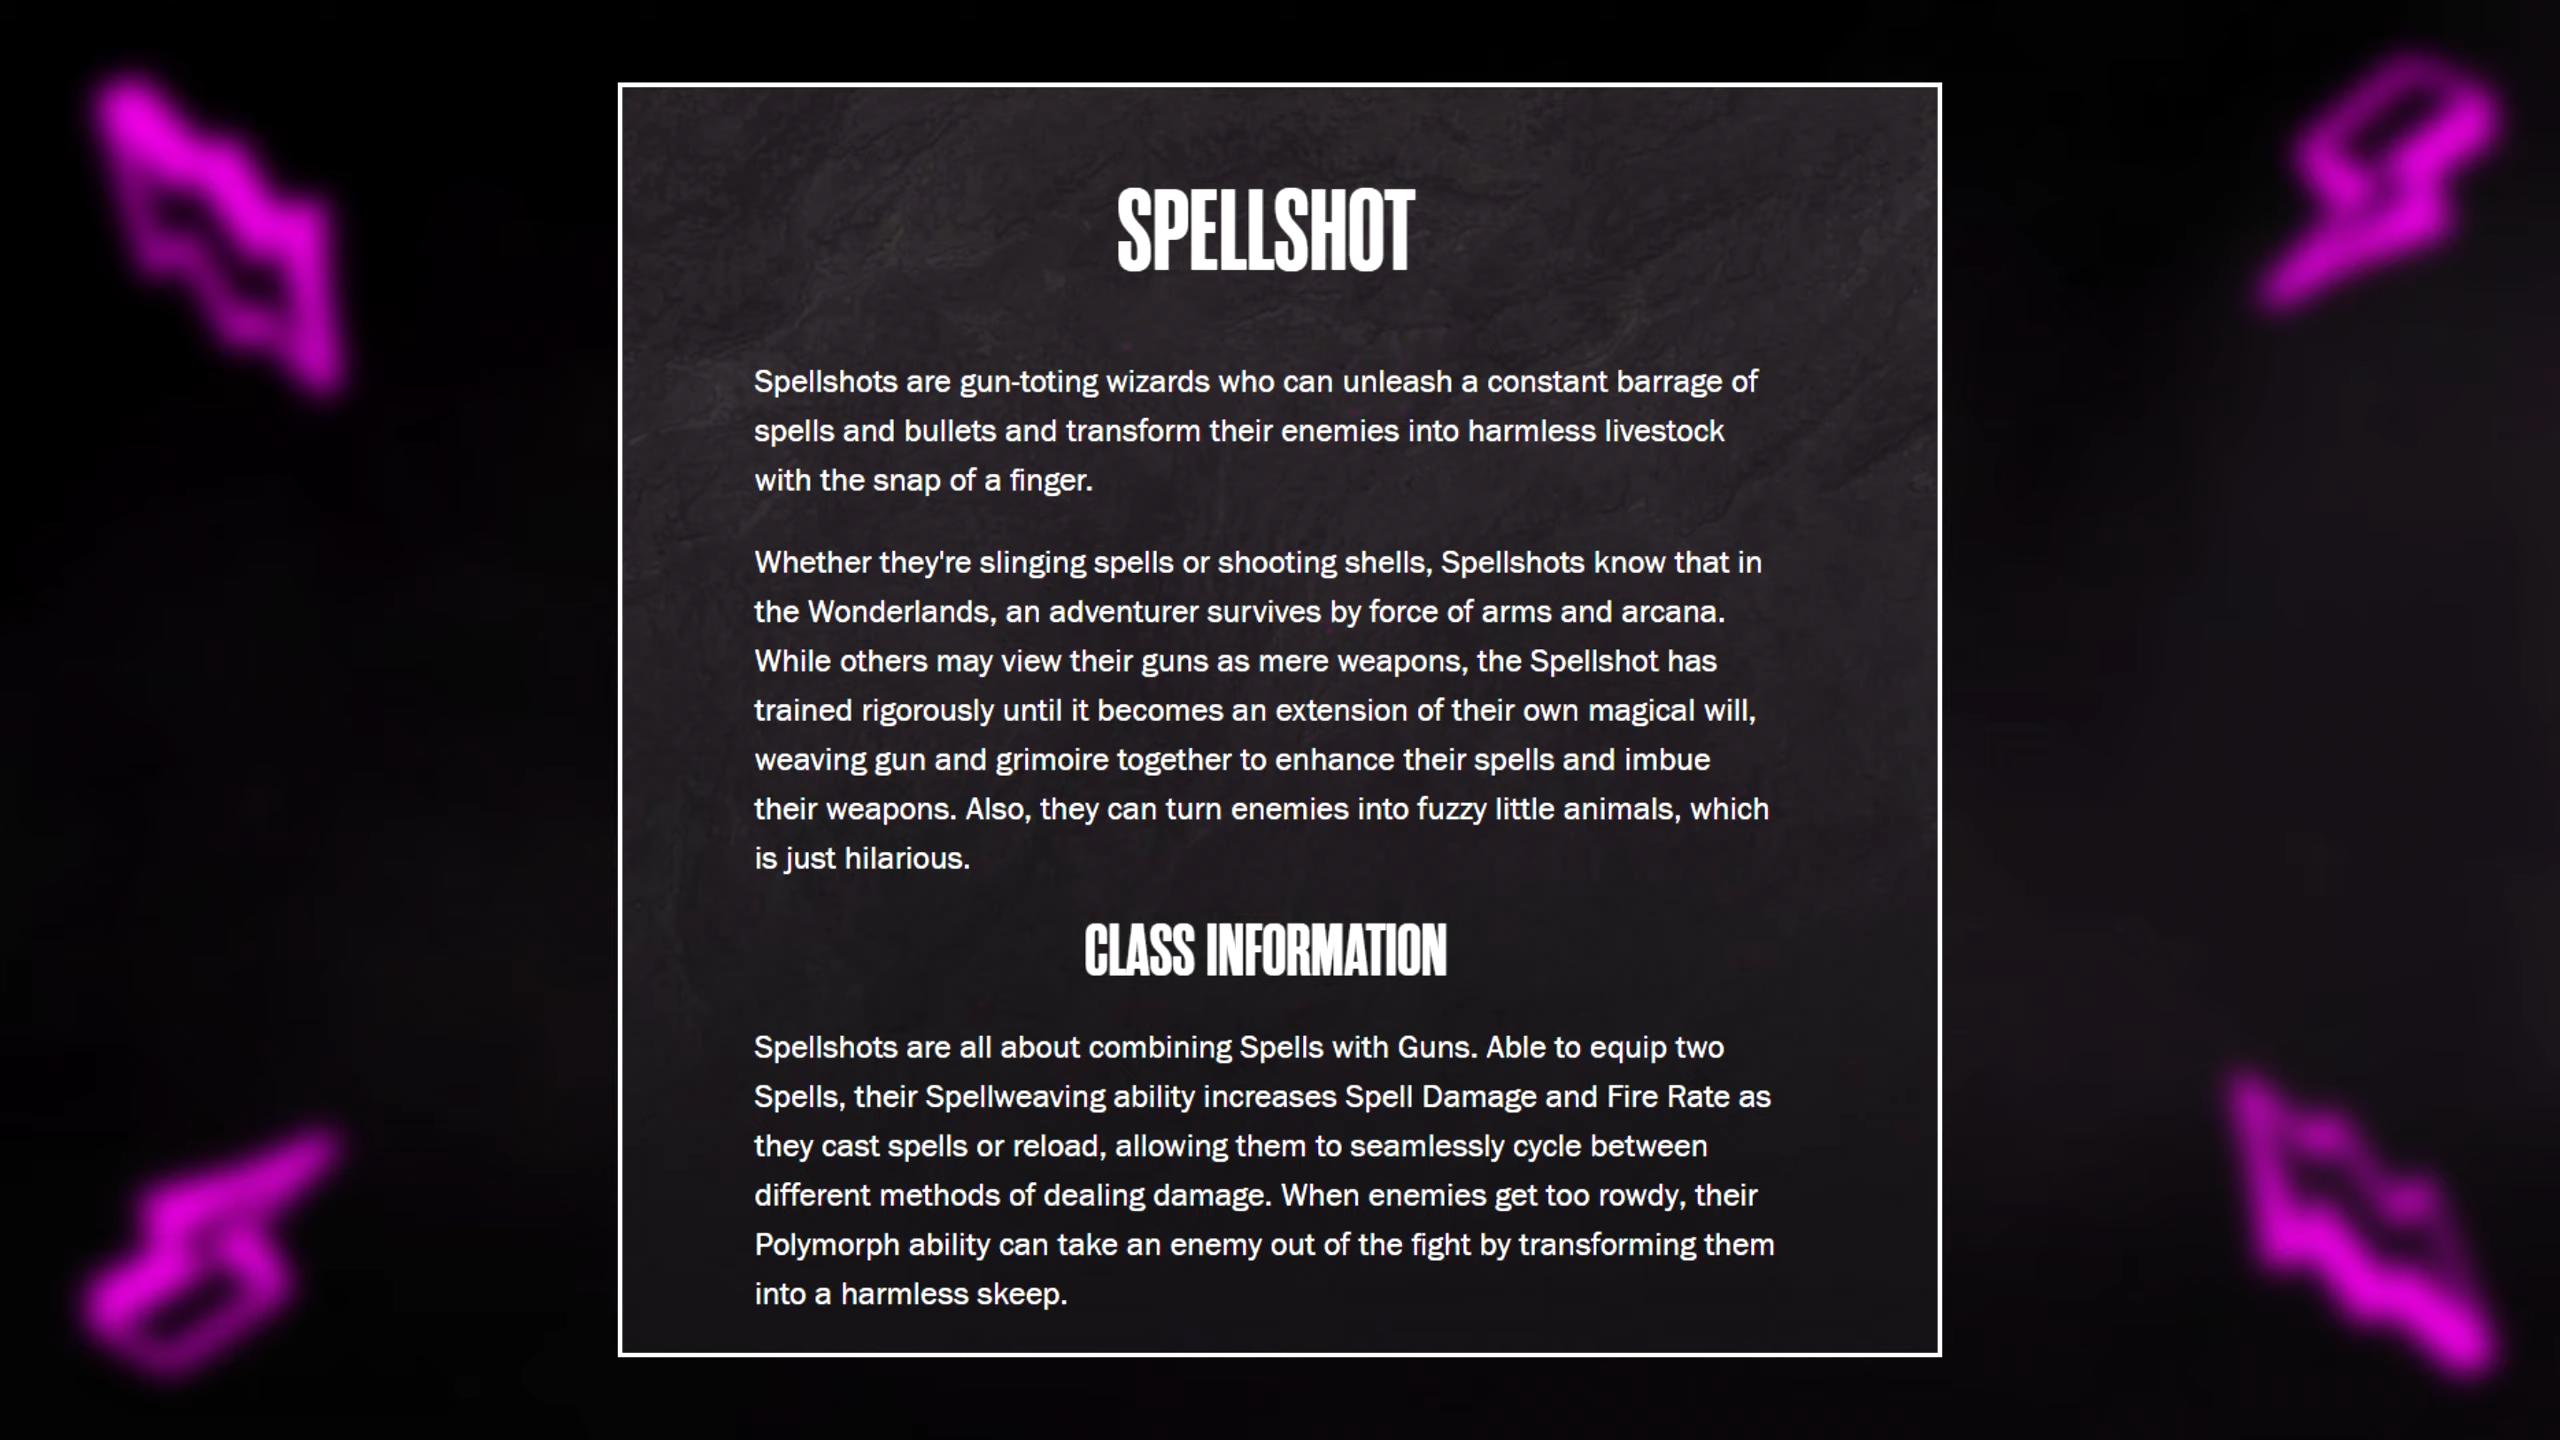 SPELLSHOT
Spellshots are gun-toting wizards who can unleash a constant barrage of
spells and bullets and transform their enemies into harmless livestock
with the snap of a finger.
Whether they're slinging spells or shooting shells, Spellshots know that in
the Wonderlands, an adventurer survives by force of arms and arcana.
While others may view their guns as mere weapons, the Spellshot has
trained rigorously until it becomes an extension of their own magical will,
weaving gun and grimoire together to enhance their spells and imbue
their weapons. Also, they can turn enemies into fuzzy little animals, which
is just hilarious.
CLASS INFORMATION
Spellshots are all about combining Spells with Guns. Able to equip two
Spells, their Spellweaving ability increases Spell Damage and Fire Rate as
they cast spells or reload, allowing them to seamlessly cycle between
different methods of dealing damage. When enemies get too rowdy, their
Polymorph ability can take an enemy out of the fight by transforming them
into a harmless skeep.